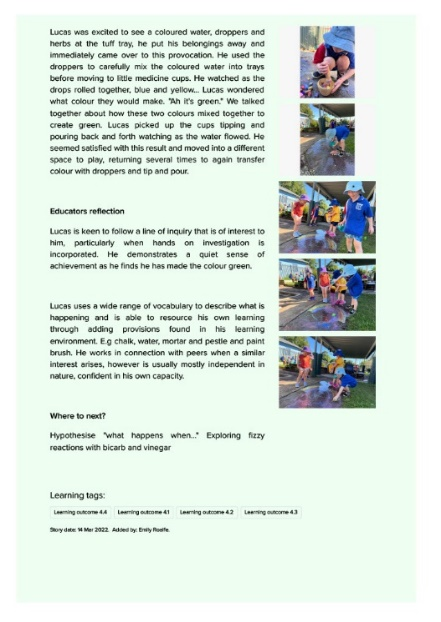 Lucas was excited to see a coloured water, droppers and
herbs at the tuff tray, he put his belongings away and
immediately came over to this provocation. He used the
droppers to carefully mix the coloured water into trays
before moving to little medicine cups. He watched as the
drops rolled together, blue and yellow... Lucas wondered
what colour they would make. "Ah it's green." We talked
together about how these two colours mixed together to
create green. Lucas picked up the cups tipping and
pouring back and forth watching as the water flowed. He
seemed satisfied with this result and moved into a different
space to play, returning several times to again transfer
colour with droppers and tip and pour.
Educators reflection
Lucas is keen to follow a line of inquiry that is of interest to
him, particularly when hands on investigation is
incorporated. He demonstrates a quiet sense of
achievement as he finds he has made the colour green.
Lucas uses a wide range of vocabulary to describe what is
happening and is able to resource his own learning
through adding provisions found in his learning
environment. E.g chalk, water, mortar and pestle and paint
brush. He works in connection with peers when a similar
interest arises, however is usually mostly independent in
nature, confident in his own capacity.
Where to next?
Hypothesise "what happens when..." Exploring fizzy
reactions with bicarb and vinegar
Learning tags:
Learning outcome 4.4 Learning outcome 4.1 Learning outcome 4.2 Learning outcome 4.3
Story date: 14 Mar 2022. Added by: Emily Roaife.